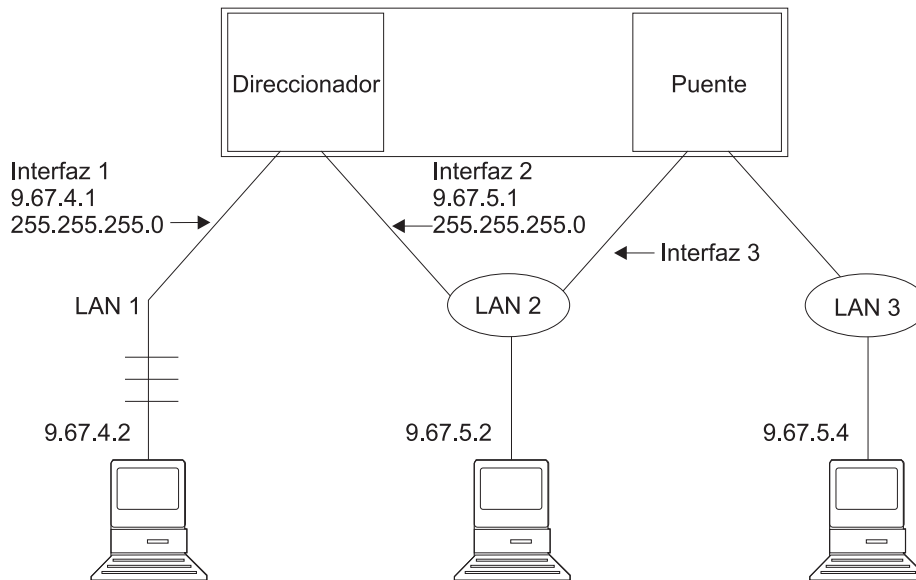 Direccionador
Puente
Interfaz 1
9.67.4.1
255.255.255.0
Interfaz 2
9.67.5.1
255.255.255.0
Interfaz 3
LAN 1
LAN 2
LAN 3
9.67.4.2
9.67.5.2
9.67.5.4